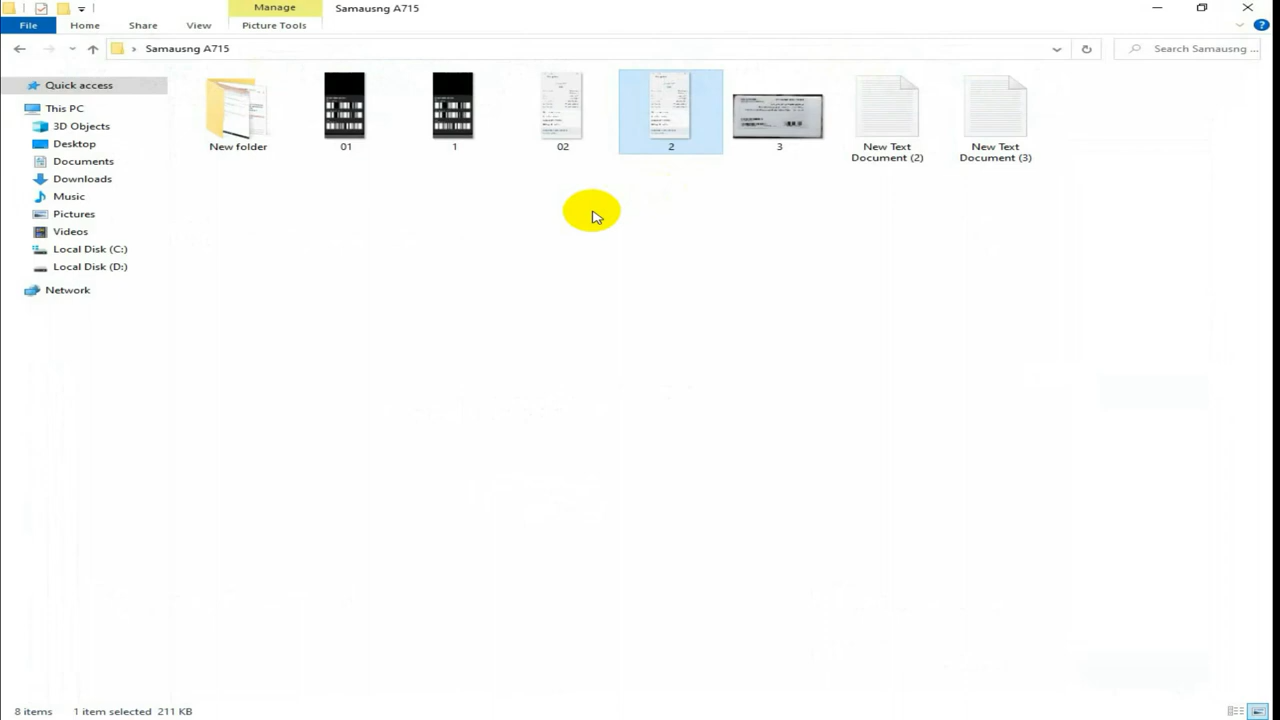 Manage
Samausng A715
File
Home
Share
View
Picture Tools
Samausng A715
Search Samausng ...
Quick access
This PC
3D Objects
Desktop
Documents
Downloads
Music
Pictures
Videos
Local Disk (C:)
Local Disk (D:)
Network
New folder
01
1
02
2
3
New Text
Document (2)
New Text
Document (3)
8 items
1 item selected 211 KB